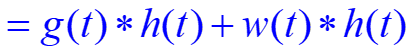 = g(t) * h(t) + w(t) * h(t)